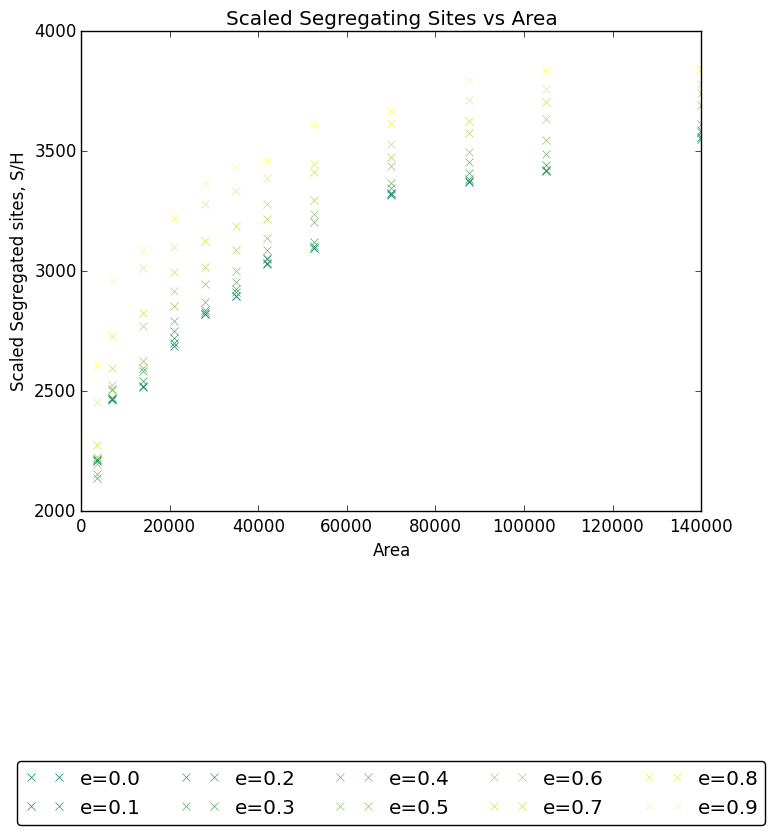 Scaled Segregating Sites vs Area
4000
3500
3000
2500
2000
Scaled Segregated sites, S/H
0 20000 40000 60000 80000 100000 120000 140000
Area
e=0.0 e=0.2 e=0.4 e=0.6 e=0.8
e=0.1 e=0.3 e=0.5 e=0.7 e=0.9